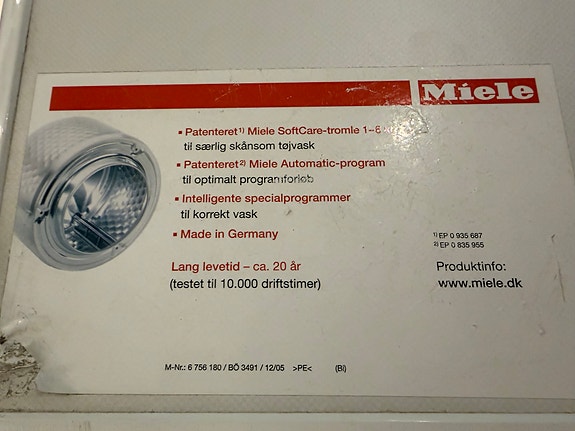 Miele
▪ Patenteret¹⁾ Miele SoftCare-tromle 1–6
til særlig skånsom tøjvask
▪ Patenteret²⁾ Miele Automatic-program
til optimalt programforløb
▪ Intelligente specialprogrammer
til korrekt vask
▪ Made in Germany
¹⁾ EP 0 935 687
²⁾ EP 0 835 955
Lang levetid – ca. 20 år
(testet til 10.000 driftstimer)
Produktinfo:
www.miele.dk
M-Nr.: 6 756 180 / BÖ 3491 / 12/05 >PE< (BI)